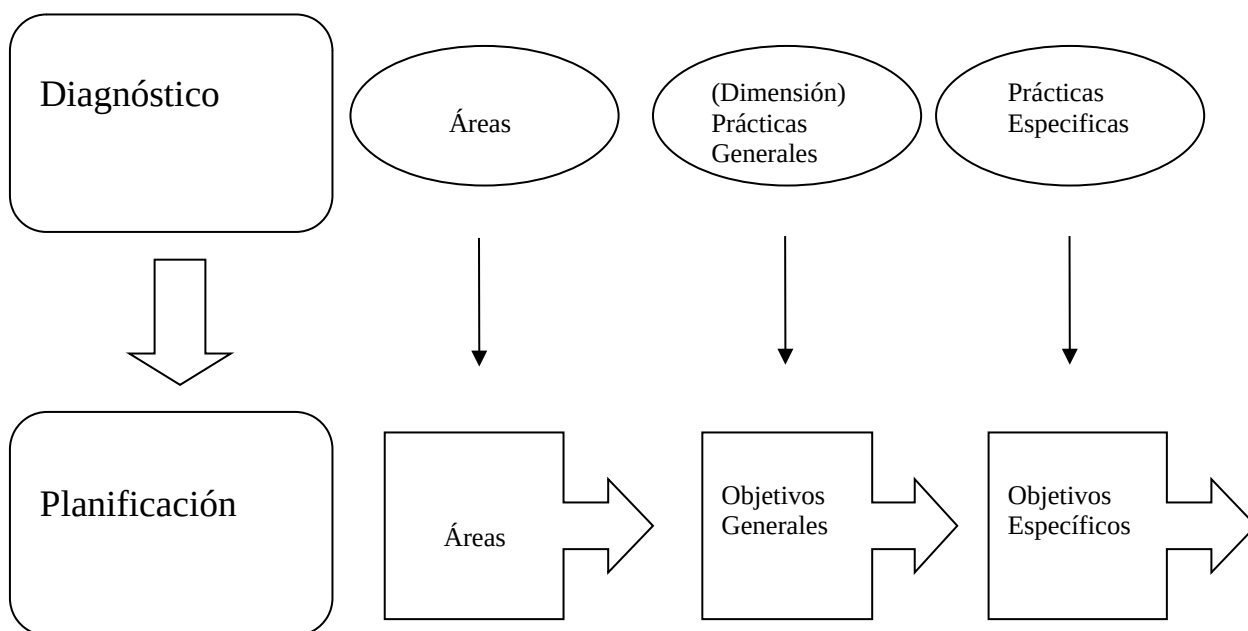 Diagnóstico
Áreas
(Dimensión)
Prácticas
Generales
Prácticas
Especificas
Planificación
Áreas
Objetivos
Generales
Objetivos
Específicos